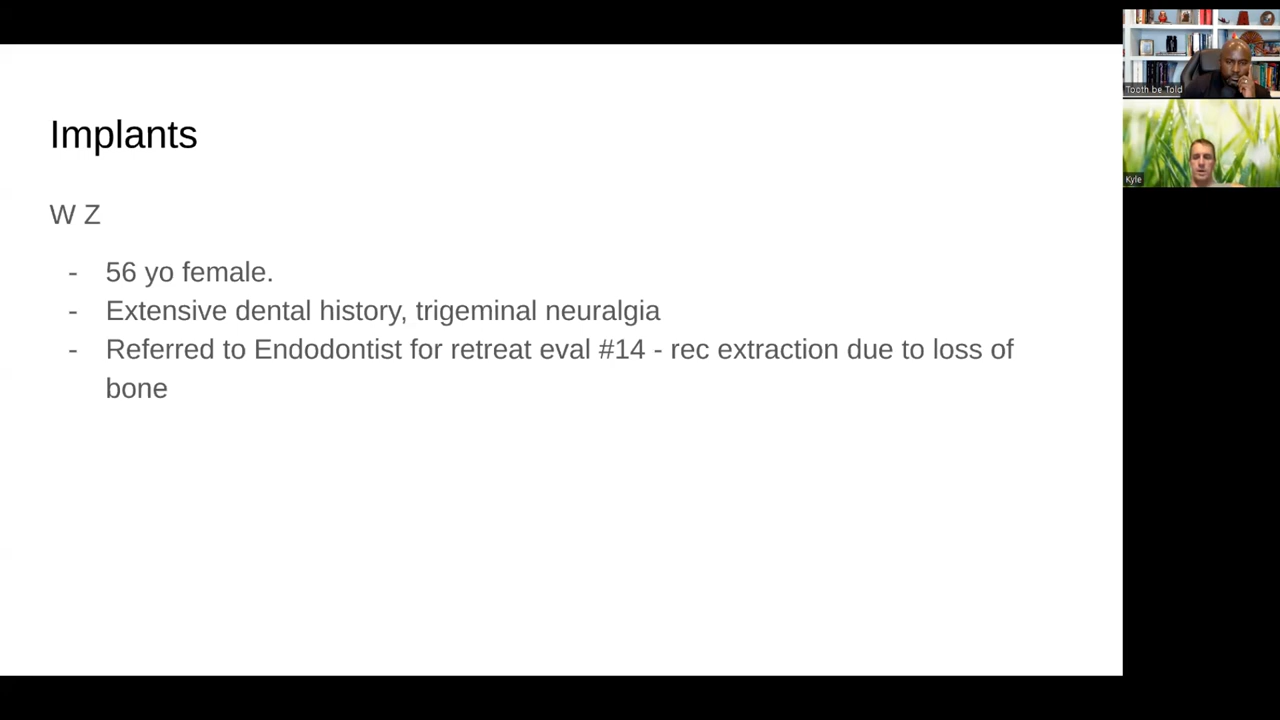 Implants
W Z
- 56 yo female.
- Extensive dental history, trigeminal neuralgia
- Referred to Endodontist for retreat eval #14 - rec extraction due to loss of
bone
Tooth be Told
Kyle